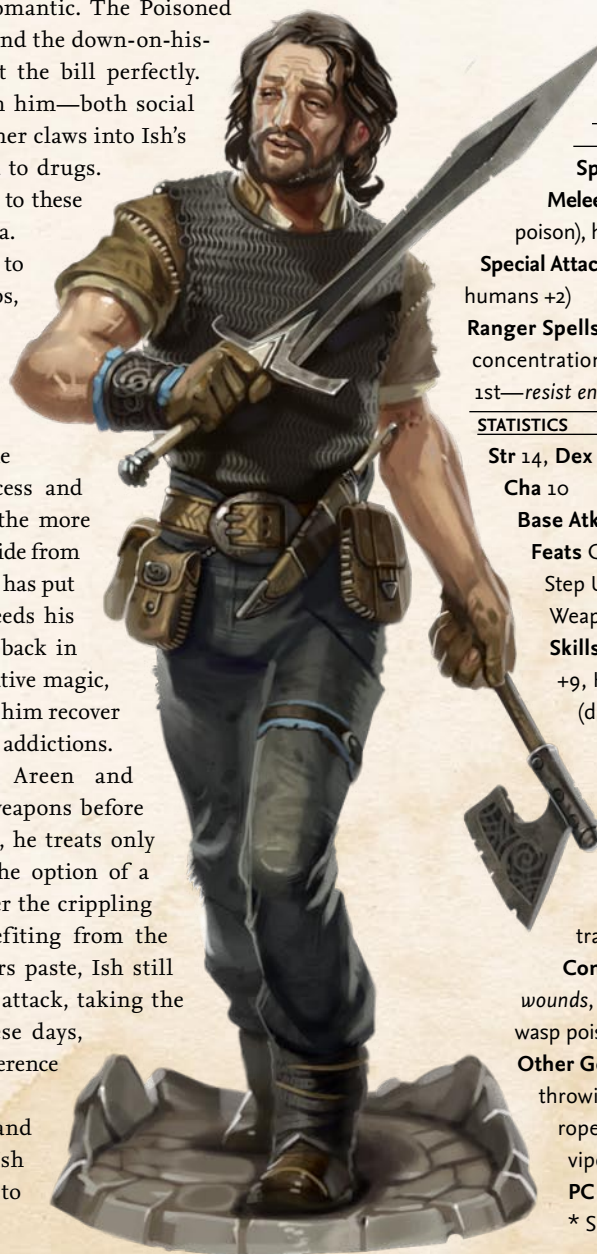 omantic. The Poisoned
nd the down-on-his-
t the bill perfectly.
n him—both social
her claws into Ish's
to drugs.
to these
a.
to
os,
e
cess and
the more
ide from
has put
eeds his
back in
tive magic,
him recover
addictions.
Areen and
weapons before
, he treats only
he option of a
er the crippling
efiting from the
rs paste, Ish still
attack, taking the
ese days,
erence
and
sh
to
Sp
Melee
poison), h
Special Attac
humans +2)
Ranger Spells
concentration
1st—resist en
STATISTICS
Str 14, Dex
Cha 10
Base Atk
Feats
Step U
Weap
Skills
+9, h
(d
tra
Con
wounds,
wasp pois
Other Ge
throwi
rope
vipe
PC
* S